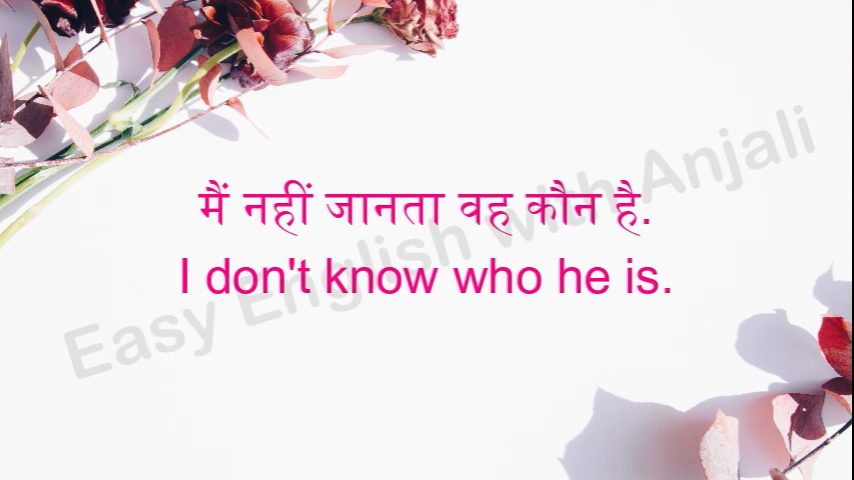 मैं नहीं जानता वह कौन है.
I don't know who he is.
Easy English with Anjali